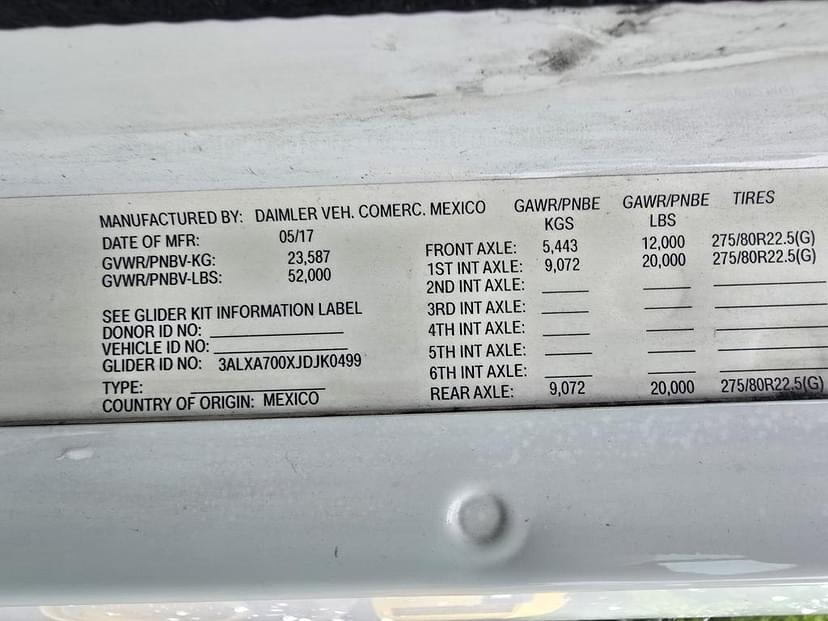 MANUFACTURED BY: DAIMLER VEH. COMERC. MEXICO
DATE OF MFR: 05/17
GVWR/PNBV-KG: 23,587
GVWR/PNBV-LBS: 52,000
SEE GLIDER KIT INFORMATION LABEL
DONOR ID NO:
VEHICLE ID NO:
GLIDER ID NO: 3ALXA700XJDJK0499
TYPE:
COUNTRY OF ORIGIN: MEXICO
GAWR/PNBE KGS GAWR/PNBE LBS TIRES
FRONT AXLE: 5,443 12,000 275/80R22.5(G)
1ST INT AXLE: 9,072 20,000 275/80R22.5(G)
2ND INT AXLE:
3RD INT AXLE:
4TH INT AXLE:
5TH INT AXLE:
6TH INT AXLE:
REAR AXLE: 9,072 20,000 275/80R22.5(G)